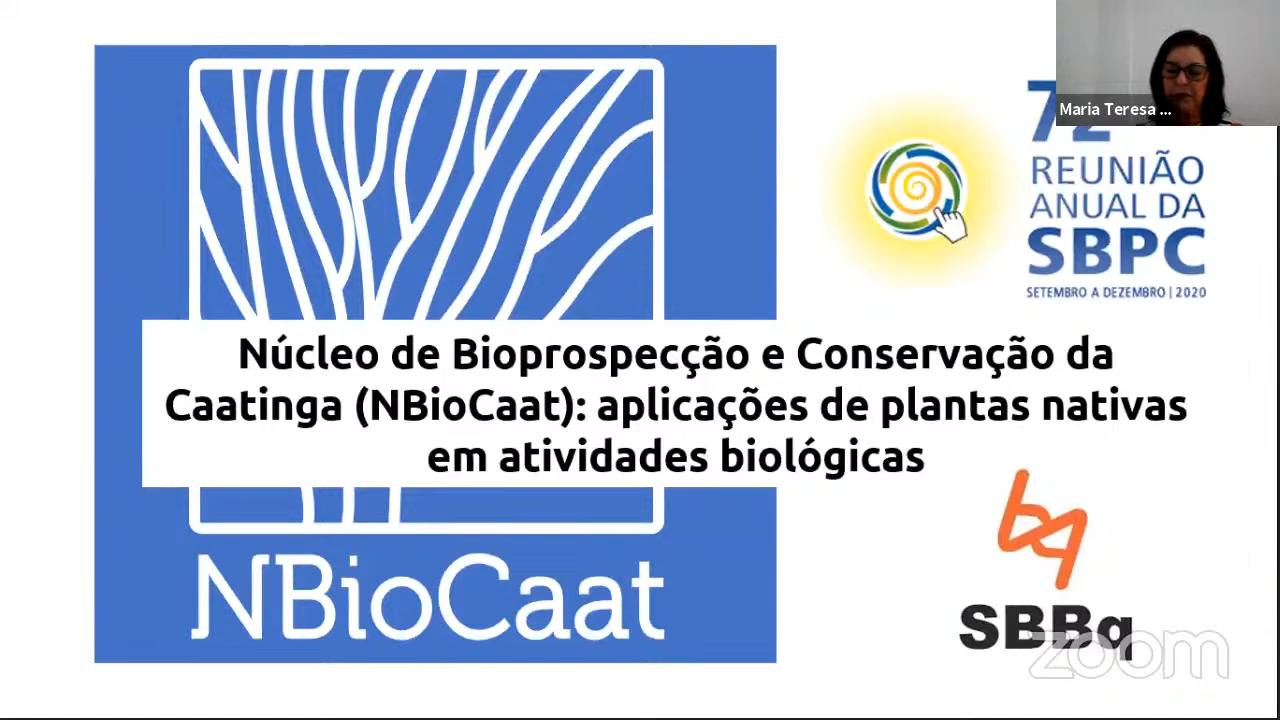 Maria Teresa ...
72
REUNIÃO
ANUAL DA
SBPC
SETEMBRO A DEZEMBRO | 2020
Núcleo de Bioprospecção e Conservação da
Caatinga (NBioCaat): aplicações de plantas nativas
em atividades biológicas
NBioCaat
SBBq
zoom